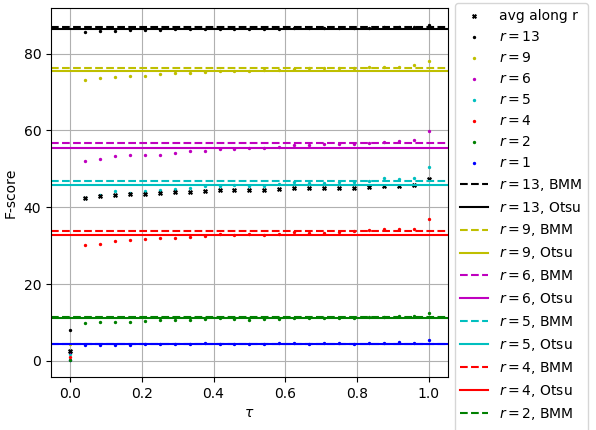 F-score
80
60
40
20
0
0.0 0.2 0.4 0.6 0.8 1.0
τ
avg along r
r = 13
r = 9
r = 6
r = 5
r = 4
r = 2
r = 1
r = 13, BMM
r = 13, Otsu
r = 9, BMM
r = 9, Otsu
r = 6, BMM
r = 6, Otsu
r = 5, BMM
r = 5, Otsu
r = 4, BMM
r = 4, Otsu
r = 2, BMM